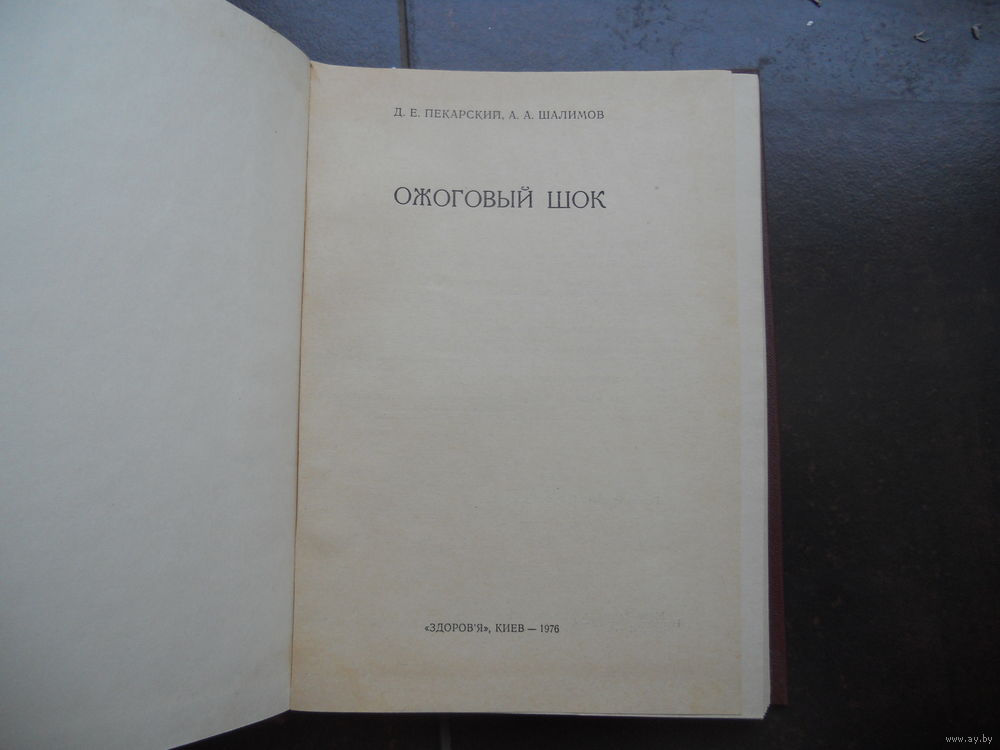 Д. Е. ПЕКАРСКИЙ, А. А. ШАЛИМОВ
ОЖОГОВЫЙ ШОК
«ЗДОРОВ'Я», КИЕВ — 1976
www.ay.by